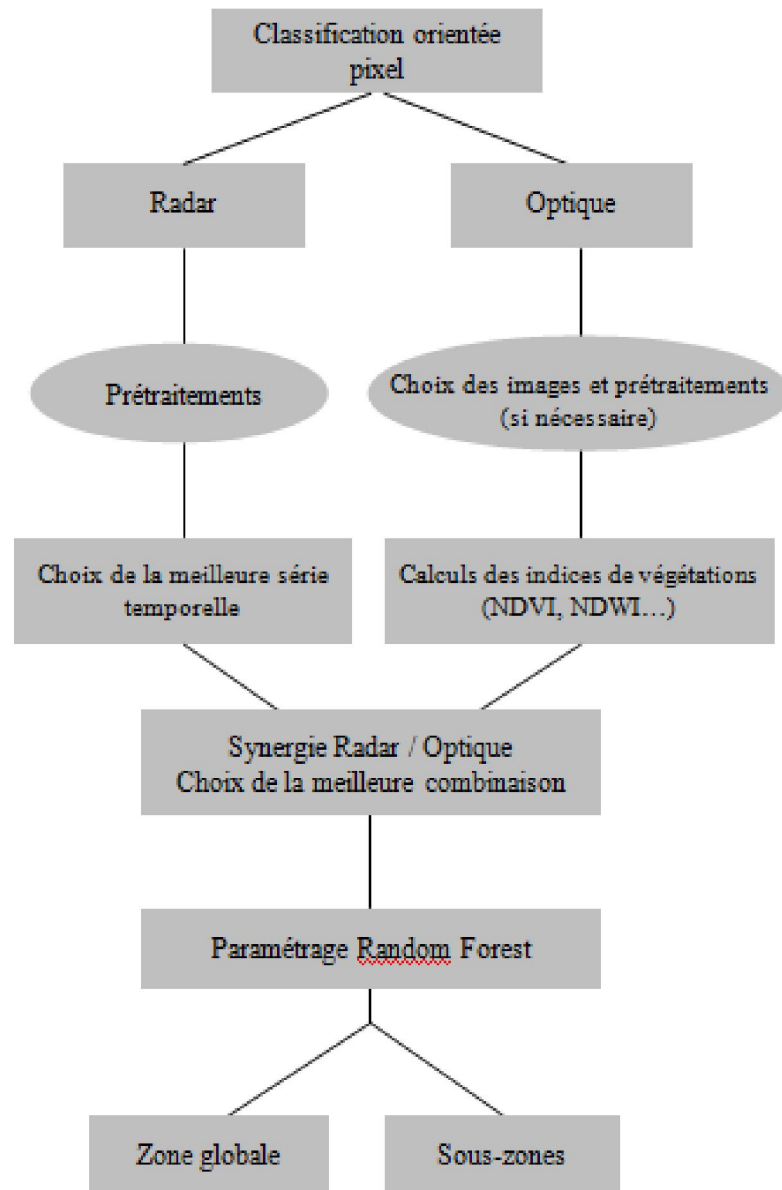 Classification orientée
pixel
Radar
Optique
Prétraitements
Choix des images et prétraitements
(si nécessaire)
Choix de la meilleure série
temporelle
Calculs des indices de végétations
(NDVI, NDWI…)
Synergie Radar / Optique
Choix de la meilleure combinaison
Paramétrage Random Forest
Zone globale
Sous-zones